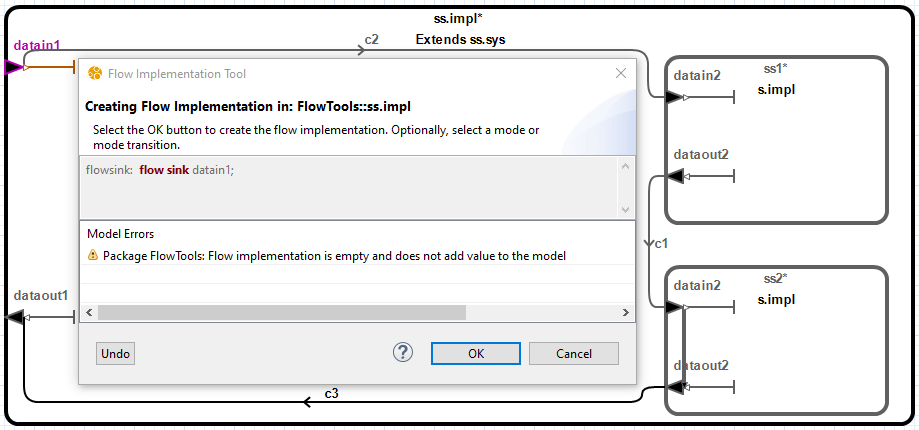 ss.impl*
Extends ss.sys
datain1
c2
ss1*
s.impl
datain2
dataout2
Flow Implementation Tool
Creating Flow Implementation in: FlowTools::ss.impl
Select the OK button to create the flow implementation. Optionally, select a mode or
mode transition.
flowsink: flow sink datain1;
Model Errors
Package FlowTools: Flow implementation is empty and does not add value to the model
Undo
?
OK
Cancel
c1
ss2*
s.impl
datain2
dataout2
dataout1
c3